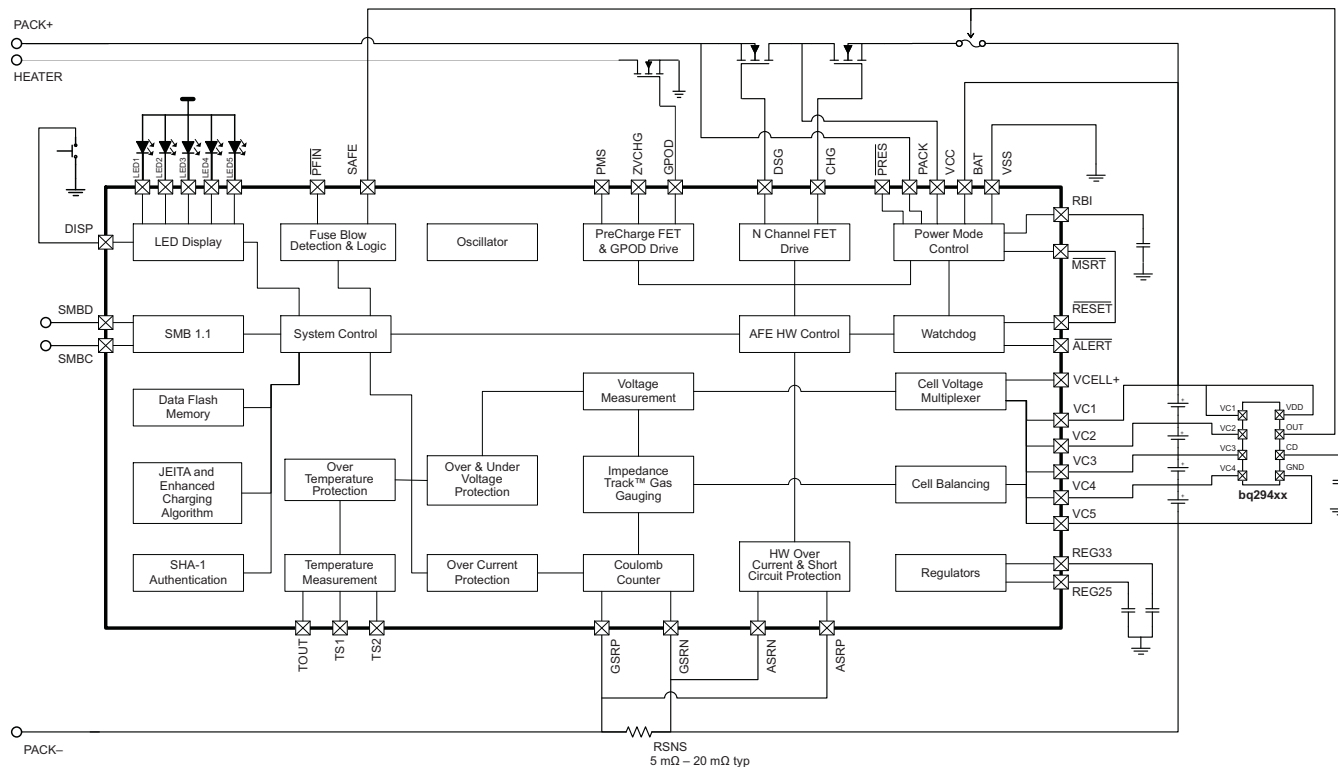 PACK+
HEATER
LED1
LED2
LED3
LED4
LED5
PFIN
SAFE
PMS
ZVCHG
GPOD
DSG
CHG
PRES
PACK
VCC
BAT
VSS
DISP
LED Display
Fuse Blow
Detection & Logic
Oscillator
PreCharge FET
& GPOD Drive
N Channel FET
Drive
Power Mode
Control
RBI
MSRT
SMBD
SMBC
SMB 1.1
System Control
AFE HW Control
Watchdog
RESET
ALERT
Data Flash
Memory
Voltage
Measurement
Cell Voltage
Multiplexer
VCELL+
VC1
VC2
VC3
VC4
VC5
VC1
VC2
VC3
VC4
VDD
OUT
CD
GND
bq294xx
JEITA and
Enhanced
Charging
Algorithm
Over
Temperature
Protection
Over & Under
Voltage
Protection
Impedance
Track™ Gas
Gauging
Cell Balancing
SHA-1
Authentication
Temperature
Measurement
Over Current
Protection
Coulomb
Counter
HW Over
Current & Short
Circuit Protection
Regulators
REG33
REG25
TOUT
TS1
TS2
GSRP
GSRN
ASRN
ASRP
PACK–
RSNS
5 mΩ – 20 mΩ typ